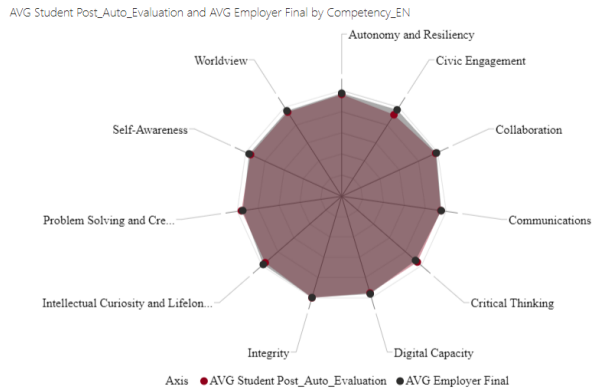 AVG Student Post_Auto_Evaluation and AVG Employer Final by Competency_EN
Autonomy and Resiliency
Worldview
Civic Engagement
Self-Awareness
Collaboration
Problem Solving and Cre...
Communications
Intellectual Curiosity and Lifelon...
Critical Thinking
Integrity
Digital Capacity
Axis AVG Student Post_Auto_Evaluation AVG Employer Final